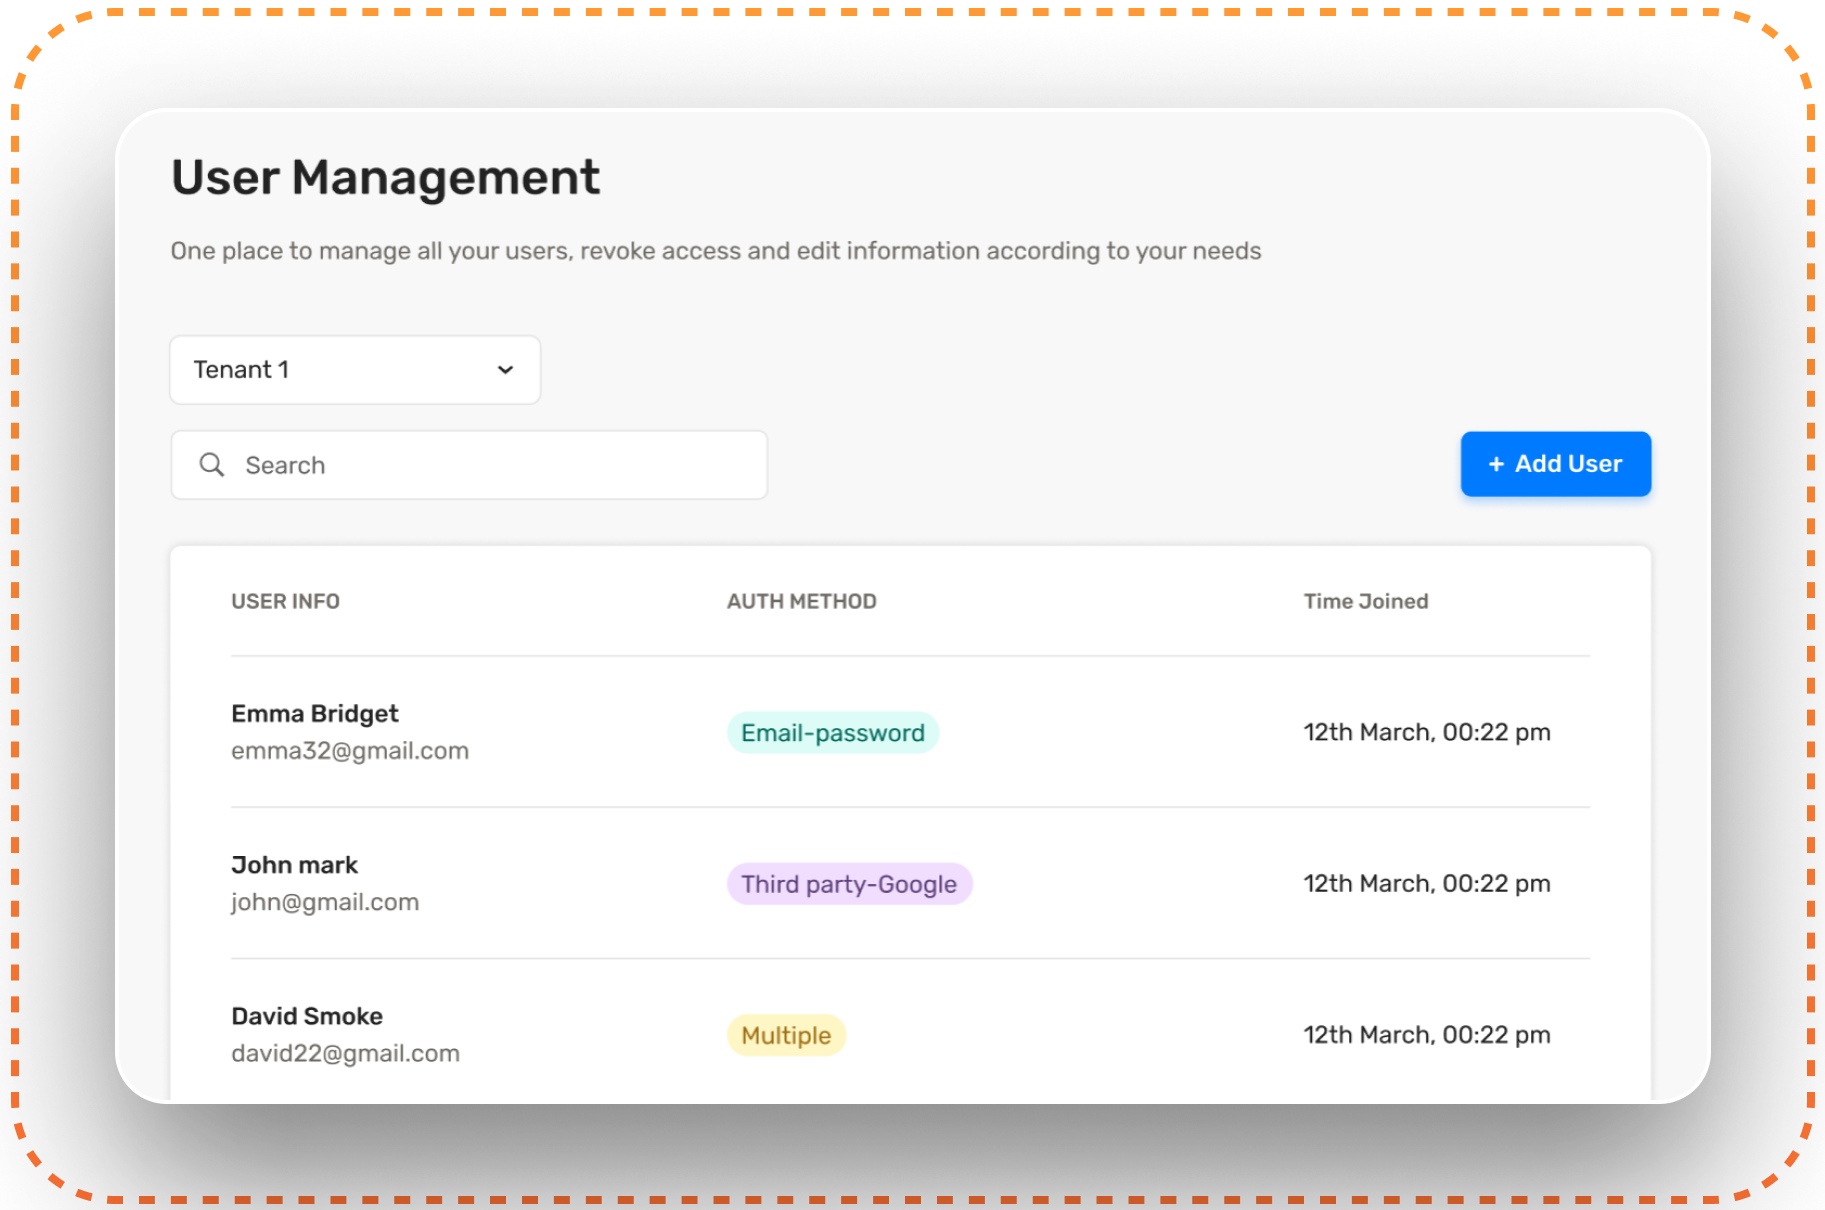 User Management
One place to manage all your users, revoke access and edit information according to your needs
Tenant 1
Search
+ Add User
USER INFO AUTH METHOD Time Joined
Emma Bridget
emma32@gmail.com
Email-password
12th March, 00:22 pm
John mark
john@gmail.com
Third party-Google
12th March, 00:22 pm
David Smoke
david22@gmail.com
Multiple
12th March, 00:22 pm